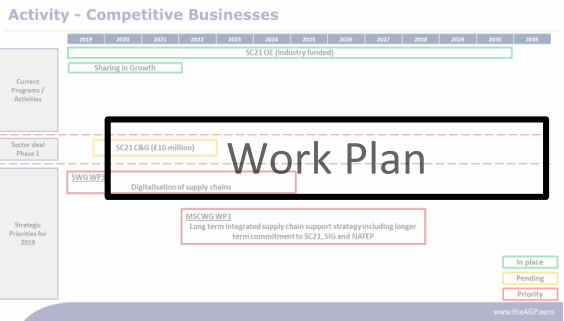 Activity - Competitive Businesses
2019 2020 2021 2022 2023 2024 2025 2026 2027 2028 2029 2030 2035
SC21 OE (Industry funded)
Sharing in Growth
Current
Programs /
Activities
Sector deal
Phase 1
SC21 C&G (£10 million)
Work Plan
SWG WP3
Digitalisation of supply chains
MSCWG WP3
Long term integrated supply chain support strategy including longer
term commitment to SC21, SIG and NATEP
Strategic
Priorities for
2019
In place
Pending
Priority
www.theAGP.aero